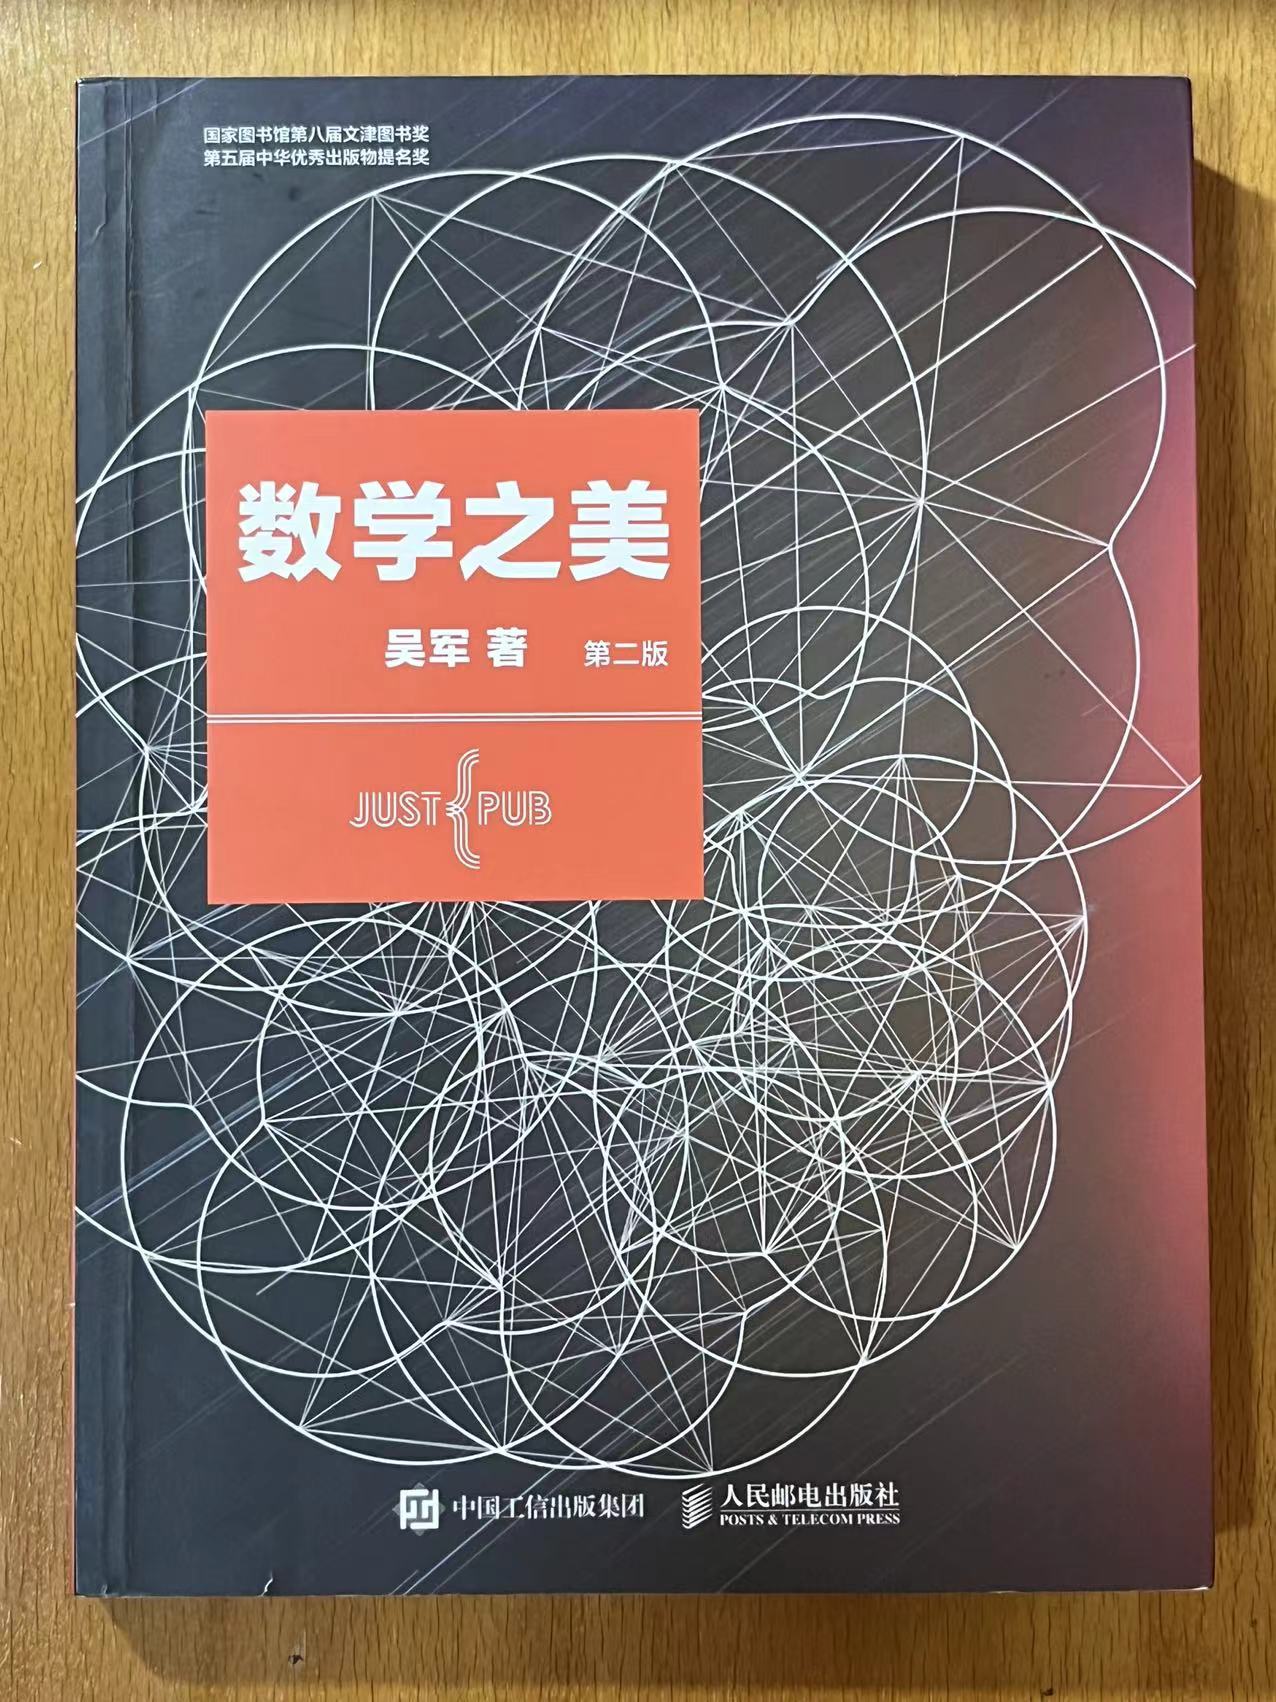 国家图书馆第八届文津图书奖
第五届中华优秀出版物提名奖
数学之美
吴军 著 第二版
JUST PUB
中国工信出版集团
人民邮电出版社
POSTS & TELECOM PRESS